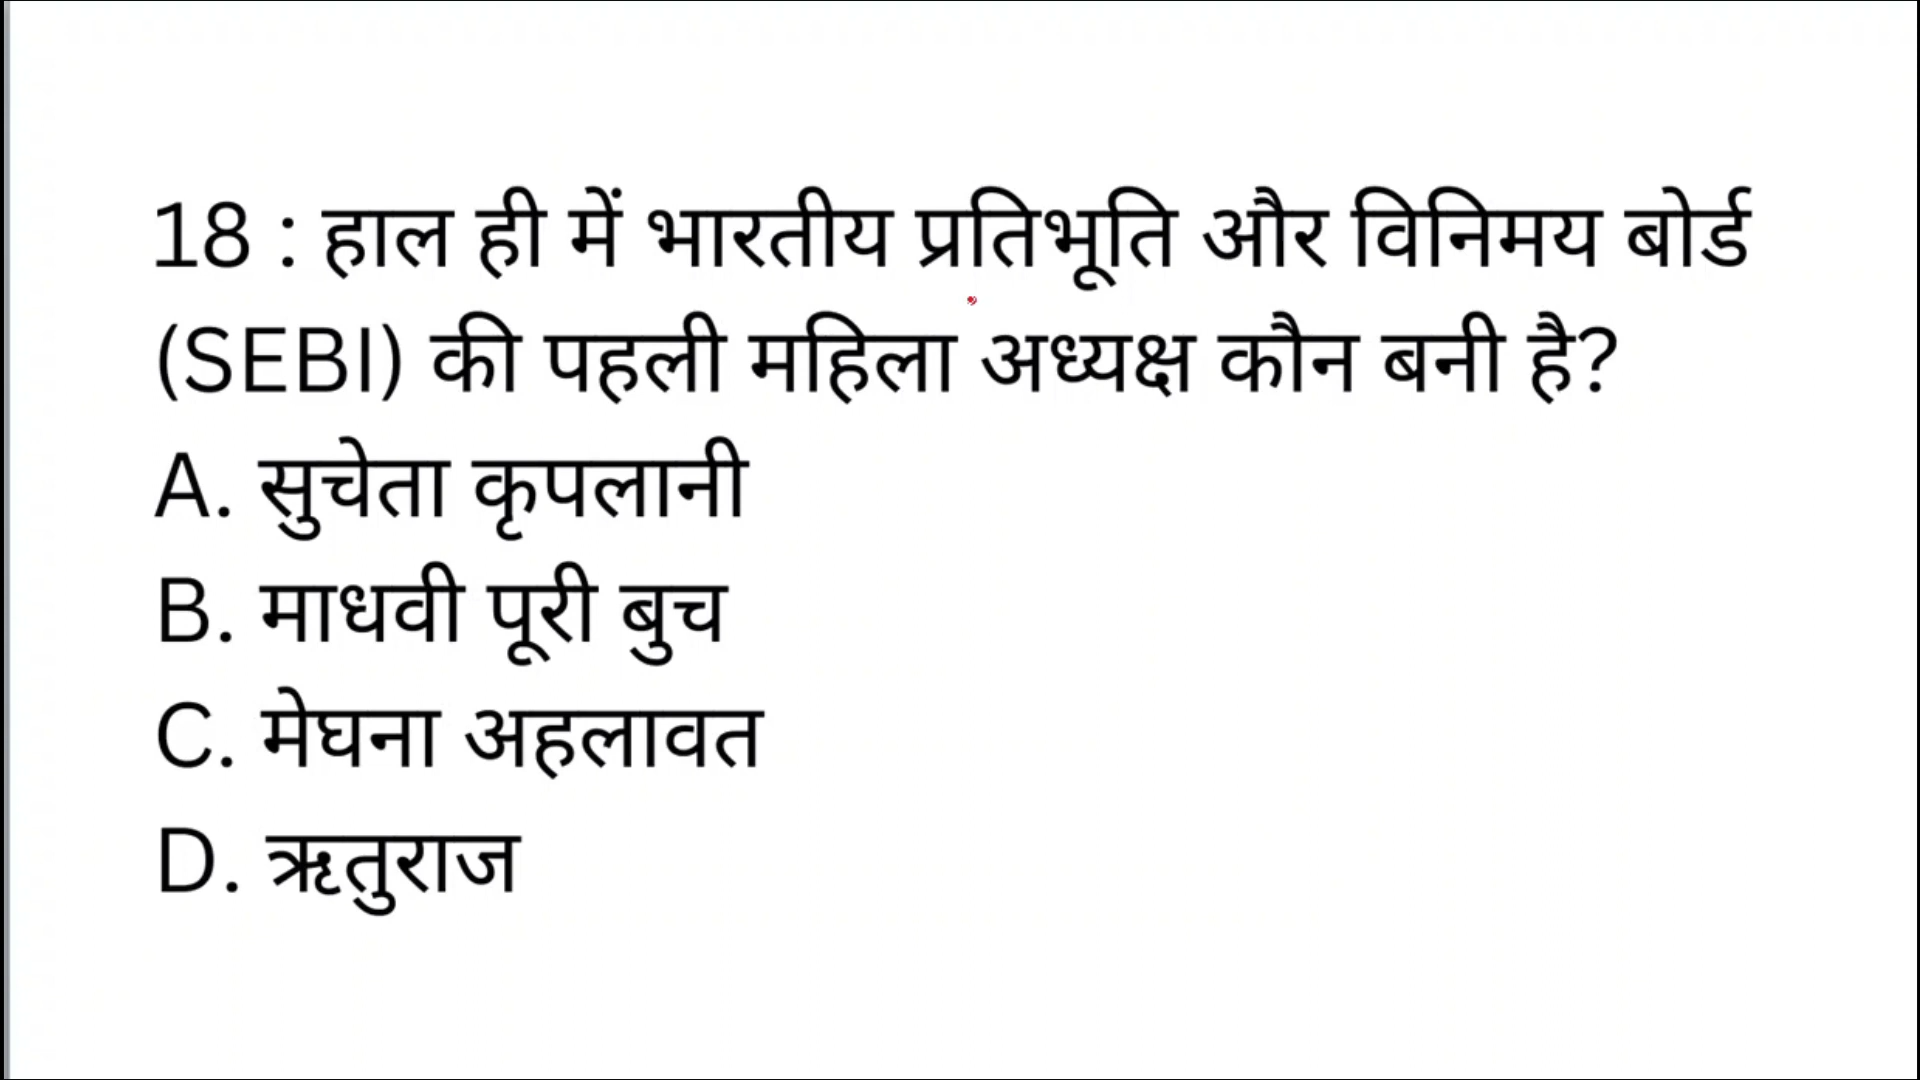 18 : हाल ही में भारतीय प्रतिभूति और विनिमय बोर्ड
(SEBI) की पहली महिला अध्यक्ष कौन बनी है?
A. सुचेता कृपलानी
B. माधवी पूरी बुच
C. मेघना अहलावत
D. ऋतुराज